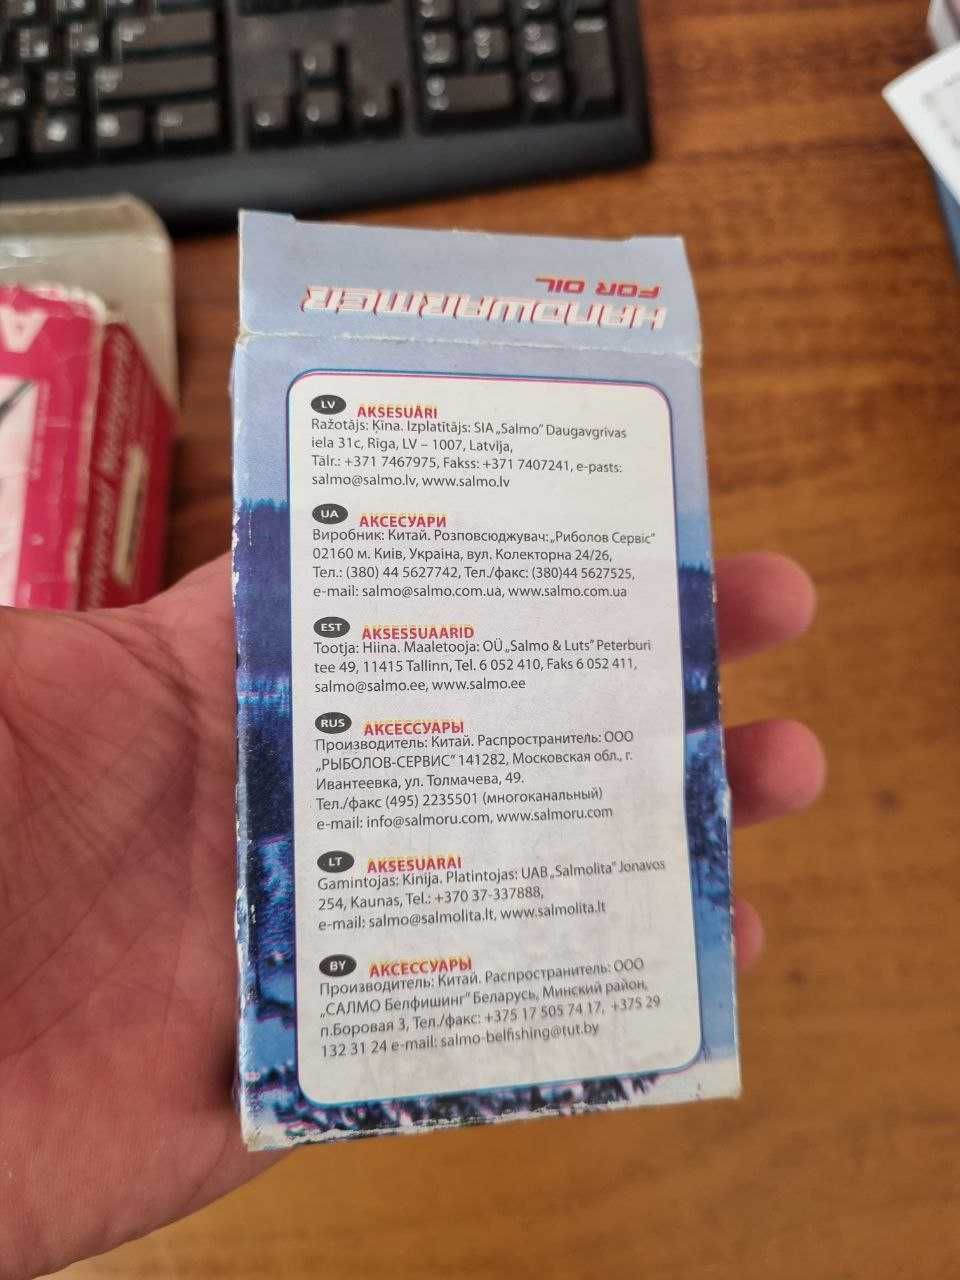 HANDWARMER
FOR OIL
LV AKSESUĀRI
Ražotājs: Ķīna. Izplatītājs: SIA „Salmo" Daugavgrivas
iela 31c, Rīga, LV – 1007, Latvija,
Talr.: +371 7467975, Fakss: +371 7407241, e-pasts:
salmo@salmo.lv, www.salmo.lv
UA АКСЕСУАРИ
Виробник: Китай. Розповсюджувач: „Риболов Сервіс"
02160 м. Київ, Україна, вул. Колекторна 24/26,
Тел.: (380) 44 5627742, Тел./факс: (380)44 5627525,
e-mail: salmo@salmo.com.ua, www.salmo.com.ua
EST AKSESSUAARID
Tootja: Hiina. Maaletooja: OÜ „Salmo & Luts" Peterburi
tee 49, 11415 Tallinn, Tel. 6 052 410, Faks 6 052 411,
salmo@salmo.ee, www.salmo.ee
RUS АКСЕССУАРЫ
Производитель: Китай. Распространитель: ООО
„РЫБОЛОВ-СЕРВИС" 141282, Московская обл., г.
Ивантеевка, ул. Толмачева, 49.
Тел./факс (495) 2235501 (многоканальный)
e-mail: info@salmoru.com, www.salmoru.com
LT AKSESUARAI
Gamintojas: Kinija. Platintojas: UAB „Salmolita" Jonavos
254, Kaunas, Tel.: +370 37-337888,
e-mail: salmo@salmolita.lt, www.salmolita.lt
BY АКСЕССУАРЫ
Производитель: Китай. Распространитель: ООО
„САЛМО Белфишинг" Беларусь, Минский район,
п.Боровая 3, Тел./факс: +375 17 505 74 17, +375 29
132 31 24 e-mail: salmo-belfishing@tut.by